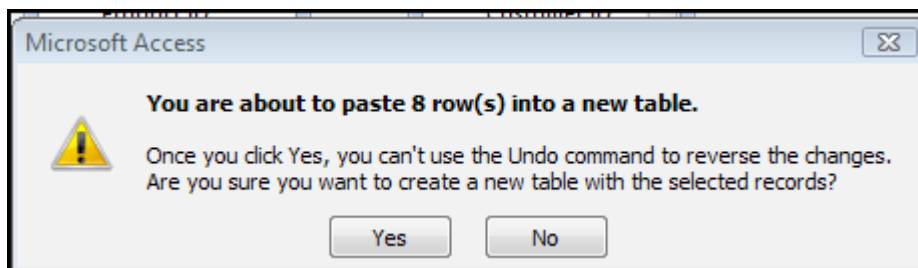 Microsoft Access
You are about to paste 8 row(s) into a new table.
Once you click Yes, you can't use the Undo command to reverse the changes.
Are you sure you want to create a new table with the selected records?
Yes
No